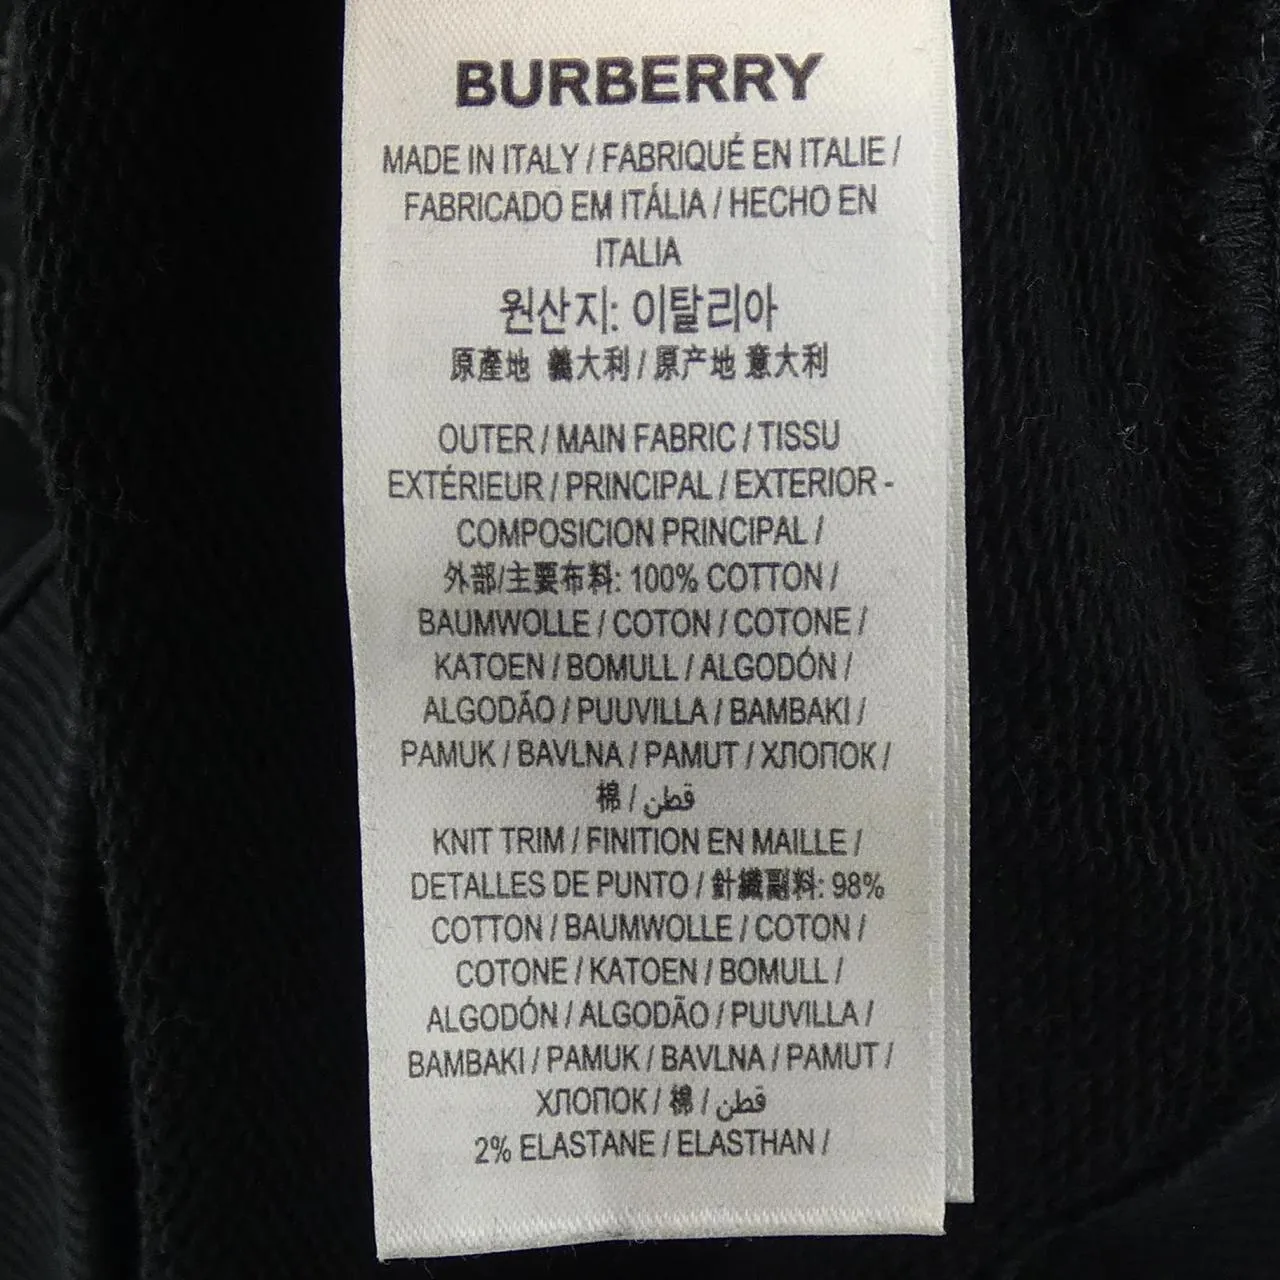 BURBERRY
MADE IN ITALY / FABRIQUÉ EN ITALIE /
FABRICADO EM ITÁLIA / HECHO EN
ITALIA
원산지: 이탈리아
原產地 義大利 / 原产地 意大利
OUTER / MAIN FABRIC / TISSU
EXTÉRIEUR / PRINCIPAL / EXTERIOR -
COMPOSICION PRINCIPAL /
外部/主要布料: 100% COTTON /
BAUMWOLLE / COTON / COTONE /
KATOEN / BOMULL / ALGODÓN /
ALGODÃO / PUUVILLA / BAMBAKI /
PAMUK / BAVLNA / PAMUT / ХЛОПОК /
棉 / قطن
KNIT TRIM / FINITION EN MAILLE /
DETALLES DE PUNTO / 針織副料: 98%
COTTON / BAUMWOLLE / COTON /
COTONE / KATOEN / BOMULL /
ALGODÓN / ALGODÃO / PUUVILLA /
BAMBAKI / PAMUK / BAVLNA / PAMUT /
ХЛОПОК / 棉 / قطن
2% ELASTANE / ELASTHAN /